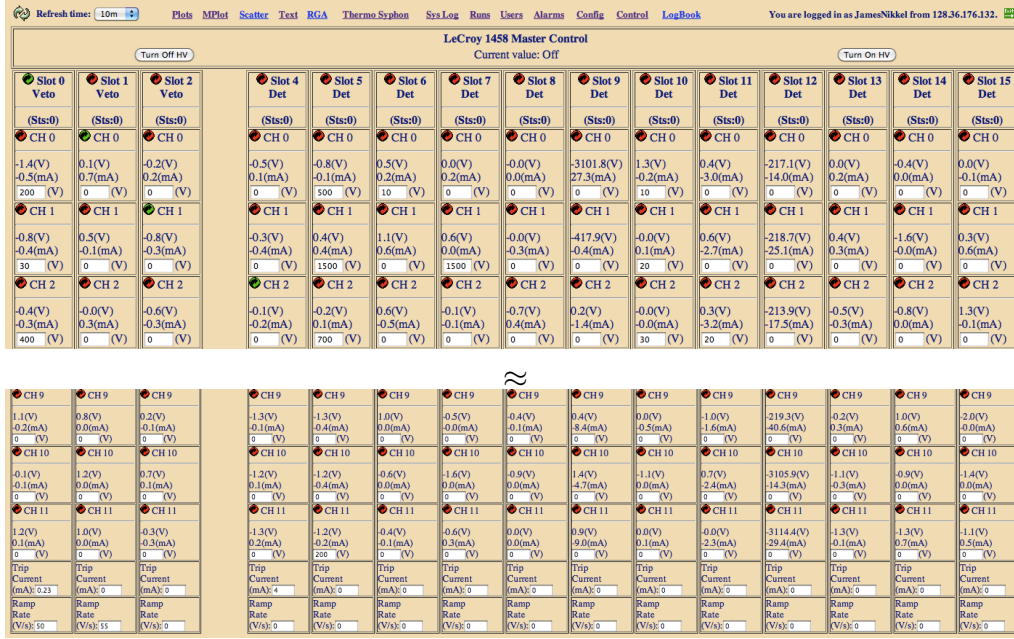 Refresh time: 10m Plots MPlot Scatter Text RGA Thermo Syphon Sys Log Runs Users Alarms Config Control LogBook You are logged in as JamesNikkel from 128.36.176.132.
LeCroy 1458 Master Control
Turn Off HV Current value: Off Turn On HV
Slot 0 Slot 1 Slot 2 Slot 4 Slot 5 Slot 6 Slot 7 Slot 8 Slot 9 Slot 10 Slot 11 Slot 12 Slot 13 Slot 14 Slot 15
Veto Veto Veto Det Det Det Det Det Det Det Det Det Det Det Det
(Sts:0) (Sts:0) (Sts:0) (Sts:0) (Sts:0) (Sts:0) (Sts:0) (Sts:0) (Sts:0) (Sts:0) (Sts:0) (Sts:0) (Sts:0) (Sts:0) (Sts:0)
CH 0 CH 0 CH 0 CH 0 CH 0 CH 0 CH 0 CH 0 CH 0 CH 0 CH 0 CH 0 CH 0 CH 0 CH 0
-1.4(V) 0.1(V) -0.2(V) -0.5(V) -0.8(V) 0.5(V) 0.0(V) -0.0(V) -3101.8(V) 1.3(V) 0.4(V) -217.1(V) 0.0(V) -0.4(V) 0.0(V)
-0.5(mA) 0.7(mA) 0.2(mA) 0.1(mA) -0.1(mA) 0.2(mA) 0.2(mA) 0.0(mA) 27.3(mA) -0.2(mA) -3.0(mA) -14.0(mA) 0.2(mA) 0.0(mA) -0.1(mA)
200 (V) 0 (V) 0 (V) 0 (V) 500 (V) 10 (V) 0 (V) 0 (V) 0 (V) 10 (V) 0 (V) 0 (V) 0 (V) 0 (V) 0 (V)
CH 1 CH 1 CH 1 CH 1 CH 1 CH 1 CH 1 CH 1 CH 1 CH 1 CH 1 CH 1 CH 1 CH 1 CH 1
-0.8(V) 0.5(V) -0.8(V) -0.3(V) 0.4(V) 1.1(V) 0.6(V) -0.0(V) -417.9(V) -0.0(V) 0.6(V) -218.7(V) 0.4(V) -1.6(V) 0.3(V)
-0.4(mA) -0.1(mA) -0.3(mA) -0.4(mA) 0.4(mA) 0.6(mA) 0.0(mA) -0.3(mA) -0.4(mA) 0.1(mA) -2.7(mA) -25.1(mA) 0.3(mA) -0.0(mA) 0.6(mA)
30 (V) 0 (V) 0 (V) 0 (V) 1500 (V) 0 (V) 1500 (V) 0 (V) 0 (V) 20 (V) 0 (V) 0 (V) 0 (V) 0 (V) 0 (V)
CH 2 CH 2 CH 2 CH 2 CH 2 CH 2 CH 2 CH 2 CH 2 CH 2 CH 2 CH 2 CH 2 CH 2 CH 2
-0.4(V) -0.0(V) -0.6(V) -0.1(V) -0.2(V) 0.6(V) -0.1(V) -0.7(V) 0.2(V) -0.0(V) 0.3(V) -213.9(V) -0.5(V) -0.8(V) 1.3(V)
-0.3(mA) 0.3(mA) -0.3(mA) -0.2(mA) 0.1(mA) -0.5(mA) -0.1(mA) 0.4(mA) -1.4(mA) -0.0(mA) -3.2(mA) -17.5(mA) -0.3(mA) 0.0(mA) -0.1(mA)
400 (V) 0 (V) 0 (V) 0 (V) 700 (V) 0 (V) 0 (V) 0 (V) 0 (V) 30 (V) 20 (V) 0 (V) 0 (V) 0 (V) 0 (V)
≈
CH 9 CH 9 CH 9 CH 9 CH 9 CH 9 CH 9 CH 9 CH 9 CH 9 CH 9 CH 9 CH 9 CH 9 CH 9
1.1(V) 0.8(V) 0.2(V) -1.3(V) -1.3(V) 1.0(V) -0.5(V) -0.4(V) 0.4(V) 0.0(V) -1.0(V) -219.3(V) -0.2(V) 1.0(V) -2.0(V)
-0.2(mA) 0.0(mA) -0.1(mA) -0.1(mA) -0.4(mA) 0.0(mA) -0.0(mA) -0.1(mA) -8.4(mA) -0.5(mA) -1.6(mA) -40.6(mA) 0.3(mA) 0.6(mA) -0.0(mA)
0 (V) 0 (V) 0 (V) 0 (V) 0 (V) 0 (V) 0 (V) 0 (V) 0 (V) 0 (V) 0 (V) 0 (V) 0 (V) 0 (V) 0 (V)
CH 10 CH 10 CH 10 CH 10 CH 10 CH 10 CH 10 CH 10 CH 10 CH 10 CH 10 CH 10 CH 10 CH 10 CH 10
-0.1(V) 1.2(V) 0.7(V) -1.2(V) -1.2(V) -0.6(V) -1.6(V) -0.9(V) 1.4(V) -1.1(V) 0.7(V) -3105.9(V) -1.1(V) -0.9(V) -1.4(V)
-0.1(mA) 0.0(mA) 0.1(mA) 0.1(mA) -0.4(mA) 0.0(mA) 0.0(mA) 0.0(mA) -4.7(mA) 0.0(mA) -2.4(mA) -14.3(mA) -0.3(mA) 0.0(mA) 0.0(mA)
0 (V) 0 (V) 0 (V) 0 (V) 0 (V) 0 (V) 0 (V) 0 (V) 0 (V) 0 (V) 0 (V) 0 (V) 0 (V) 0 (V) 0 (V)
CH 11 CH 11 CH 11 CH 11 CH 11 CH 11 CH 11 CH 11 CH 11 CH 11 CH 11 CH 11 CH 11 CH 11 CH 11
1.2(V) 1.0(V) -0.3(V) -1.3(V) -1.2(V) -0.4(V) -0.6(V) 0.0(V) 0.9(V) 0.0(V) -0.0(V) -3114.4(V) -1.3(V) -1.3(V) -1.1(V)
0.1(mA) 0.0(mA) -0.3(mA) 0.2(mA) -0.2(mA) -0.1(mA) 0.3(mA) 0.0(mA) -9.0(mA) 0.1(mA) -2.3(mA) -29.4(mA) -0.1(mA) 0.7(mA) 0.5(mA)
0 (V) 0 (V) 0 (V) 0 (V) 200 (V) 0 (V) 0 (V) 0 (V) 0 (V) 0 (V) 0 (V) 0 (V) 0 (V) 0 (V) 0 (V)
Trip Trip Trip Trip Trip Trip Trip Trip Trip Trip Trip Trip Trip Trip Trip
Current Current Current Current Current Current Current Current Current Current Current Current Current Current Current
(mA): 0.23 (mA): 0 (mA): 0 (mA): 4 (mA): 0 (mA): 0 (mA): 0 (mA): 0 (mA): 0 (mA): 0 (mA): 0 (mA): 0 (mA): 0 (mA): 0 (mA): 0
Ramp Ramp Ramp Ramp Ramp Ramp Ramp Ramp Ramp Ramp Ramp Ramp Ramp Ramp Ramp
Rate Rate Rate Rate Rate Rate Rate Rate Rate Rate Rate Rate Rate Rate Rate
(V/s): 50 (V/s): 55 (V/s): 0 (V/s): 0 (V/s): 0 (V/s): 0 (V/s): 0 (V/s): 0 (V/s): 0 (V/s): 0 (V/s): 0 (V/s): 0 (V/s): 0 (V/s): 0 (V/s): 0